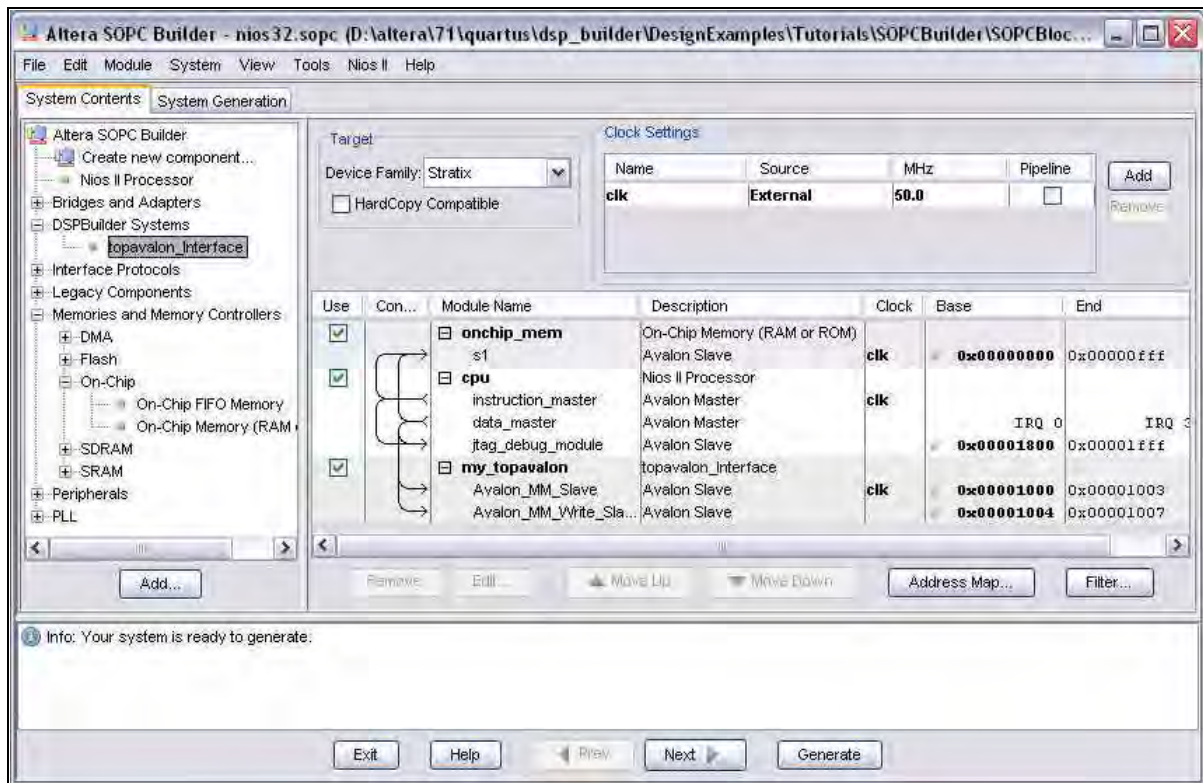 Altera SOPC Builder - nios32.sopc (D:\altera\71\quartus\dsp_builder\DesignExamples\Tutorials\SOPCBuilder\SOPCBloc...
File Edit Module System View Tools Nios II Help
System Contents System Generation
Altera SOPC Builder
Create new component...
Nios II Processor
Bridges and Adapters
DSPBuilder Systems
topavalon_Interface
Interface Protocols
Legacy Components
Memories and Memory Controllers
DMA
Flash
On-Chip
On-Chip FIFO Memory
On-Chip Memory (RAM
SDRAM
SRAM
Peripherals
PLL
Add...
Target
Device Family: Stratix
HardCopy Compatible
Clock Settings
Name Source MHz Pipeline
clk External 50.0
Add
Remove
Use Con... Module Name Description Clock Base End
onchip_mem On-Chip Memory (RAM or ROM)
s1 Avalon Slave clk 0x00000000 0x00000fff
cpu Nios II Processor
instruction_master Avalon Master clk
data_master Avalon Master IRQ 0 IRQ 3
jtag_debug_module Avalon Slave 0x00001800 0x00001fff
my_topavalon topavalon_Interface
Avalon_MM_Slave Avalon Slave clk 0x00001000 0x00001003
Avalon_MM_Write_Sla... Avalon Slave 0x00001004 0x00001007
Remove Edit... Move Up Move Down Address Map... Filter...
Info: Your system is ready to generate.
Exit Help Prev Next Generate